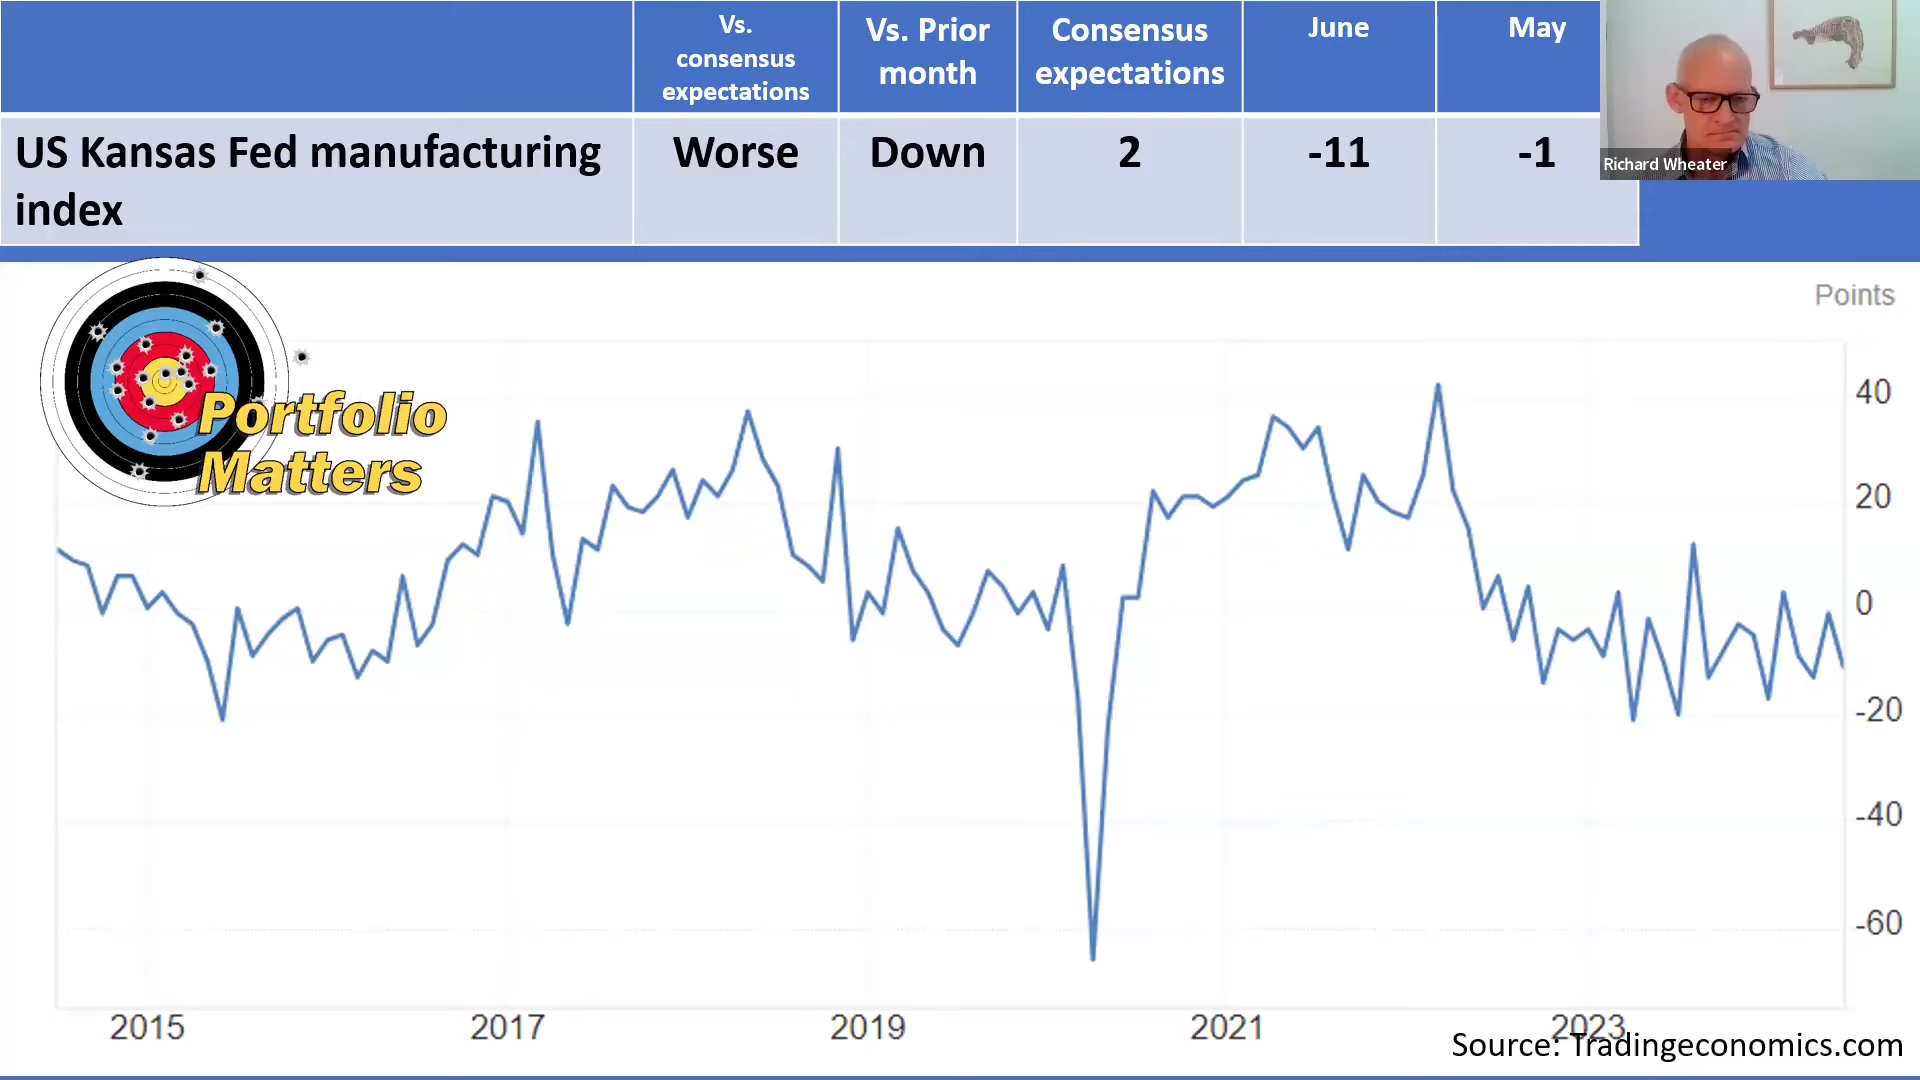 Vs.
consensus
expectations
Vs. Prior
month
Consensus
expectations
June
May
US Kansas Fed manufacturing
index
Worse
Down
2
-11
-1
Richard Wheater
Portfolio
Matters
Points
40
20
0
-20
-40
-60
2015
2017
2019
2021
2023
Source: Tradingeconomics.com